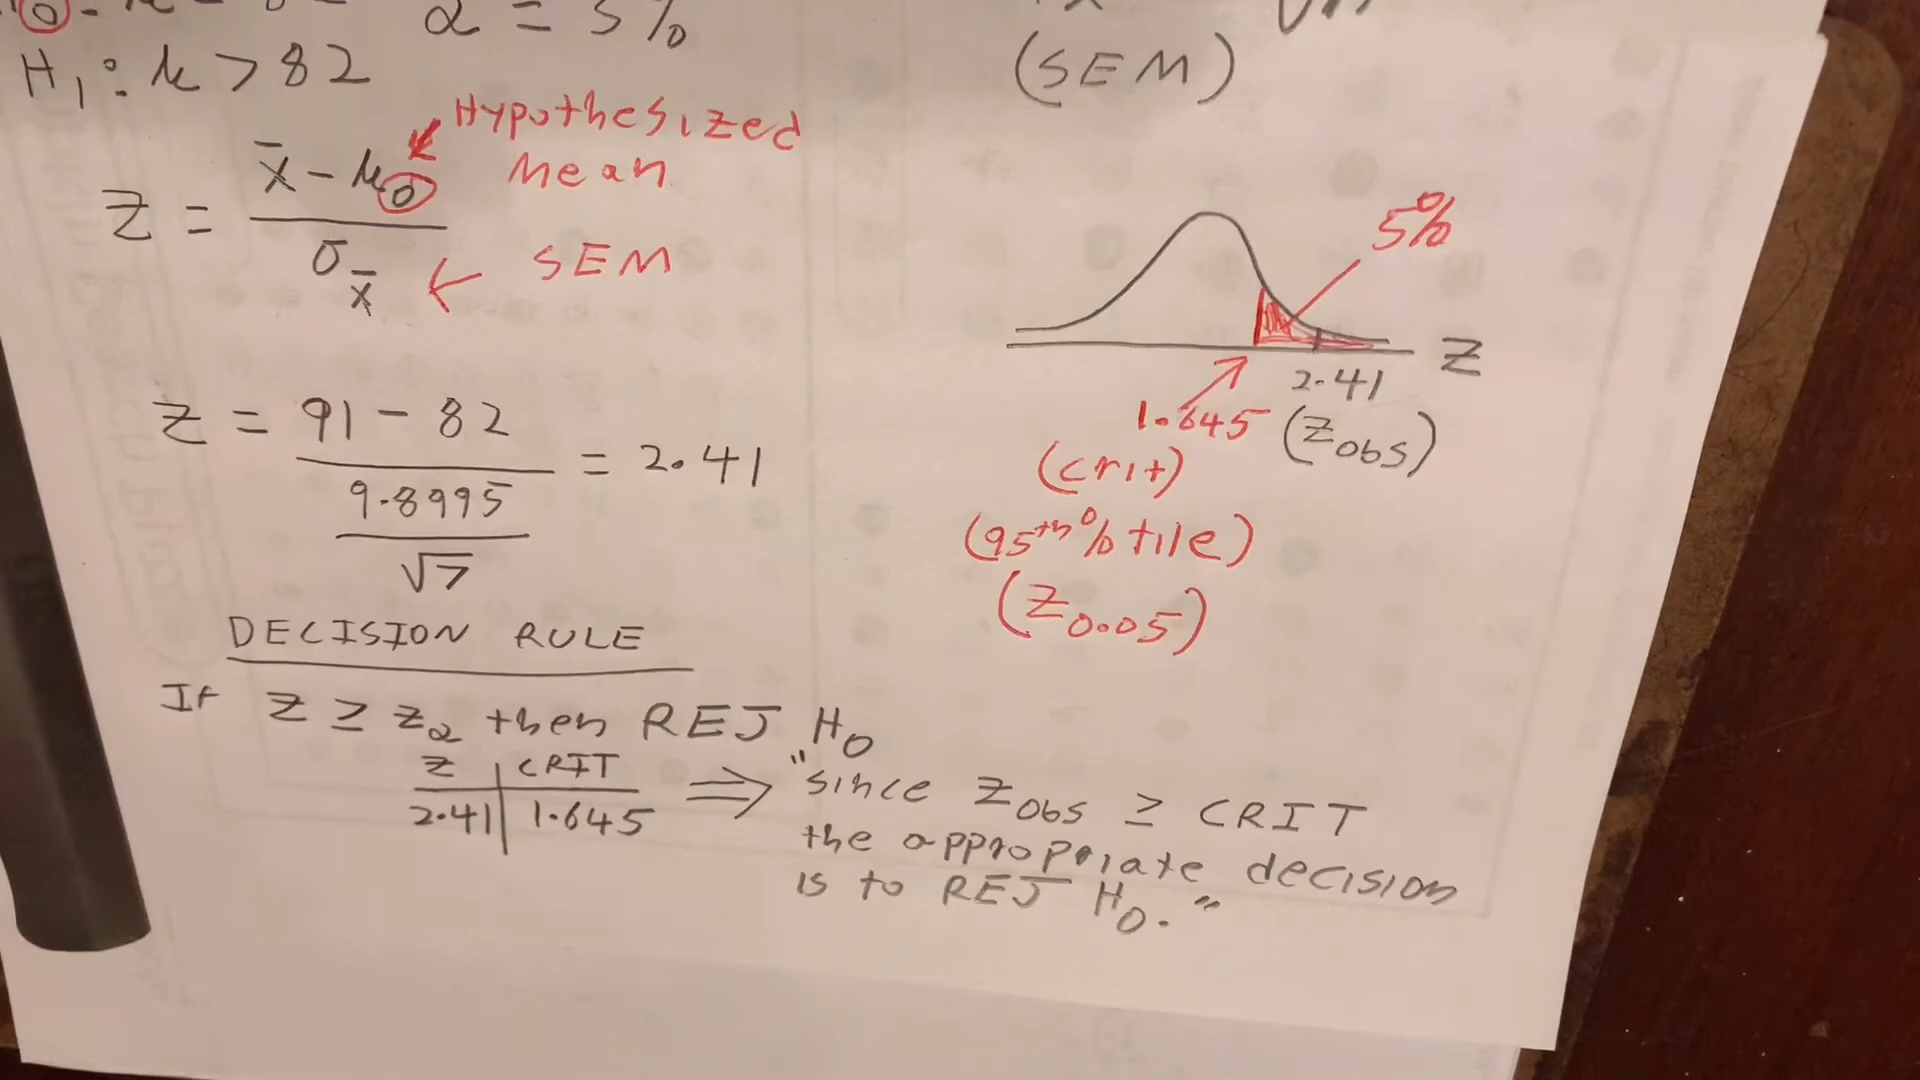 α = 5%
H₁: μ > 82
(SEM)
Hypothesized
Mean
Z = x̄ - μ₀
σx̄
← SEM
5%
Z
2.41
1.645
(Z obs)
(crit)
(95th %tile)
(Z0.05)
Z = 91 - 82 = 2.41
9.8995
√7
DECISION RULE
If Z ≥ Zα then REJ H₀
Z | CRIT
2.41 | 1.645
⇒ "Since Z obs ≥ CRIT
the appropriate decision
is to REJ H₀."